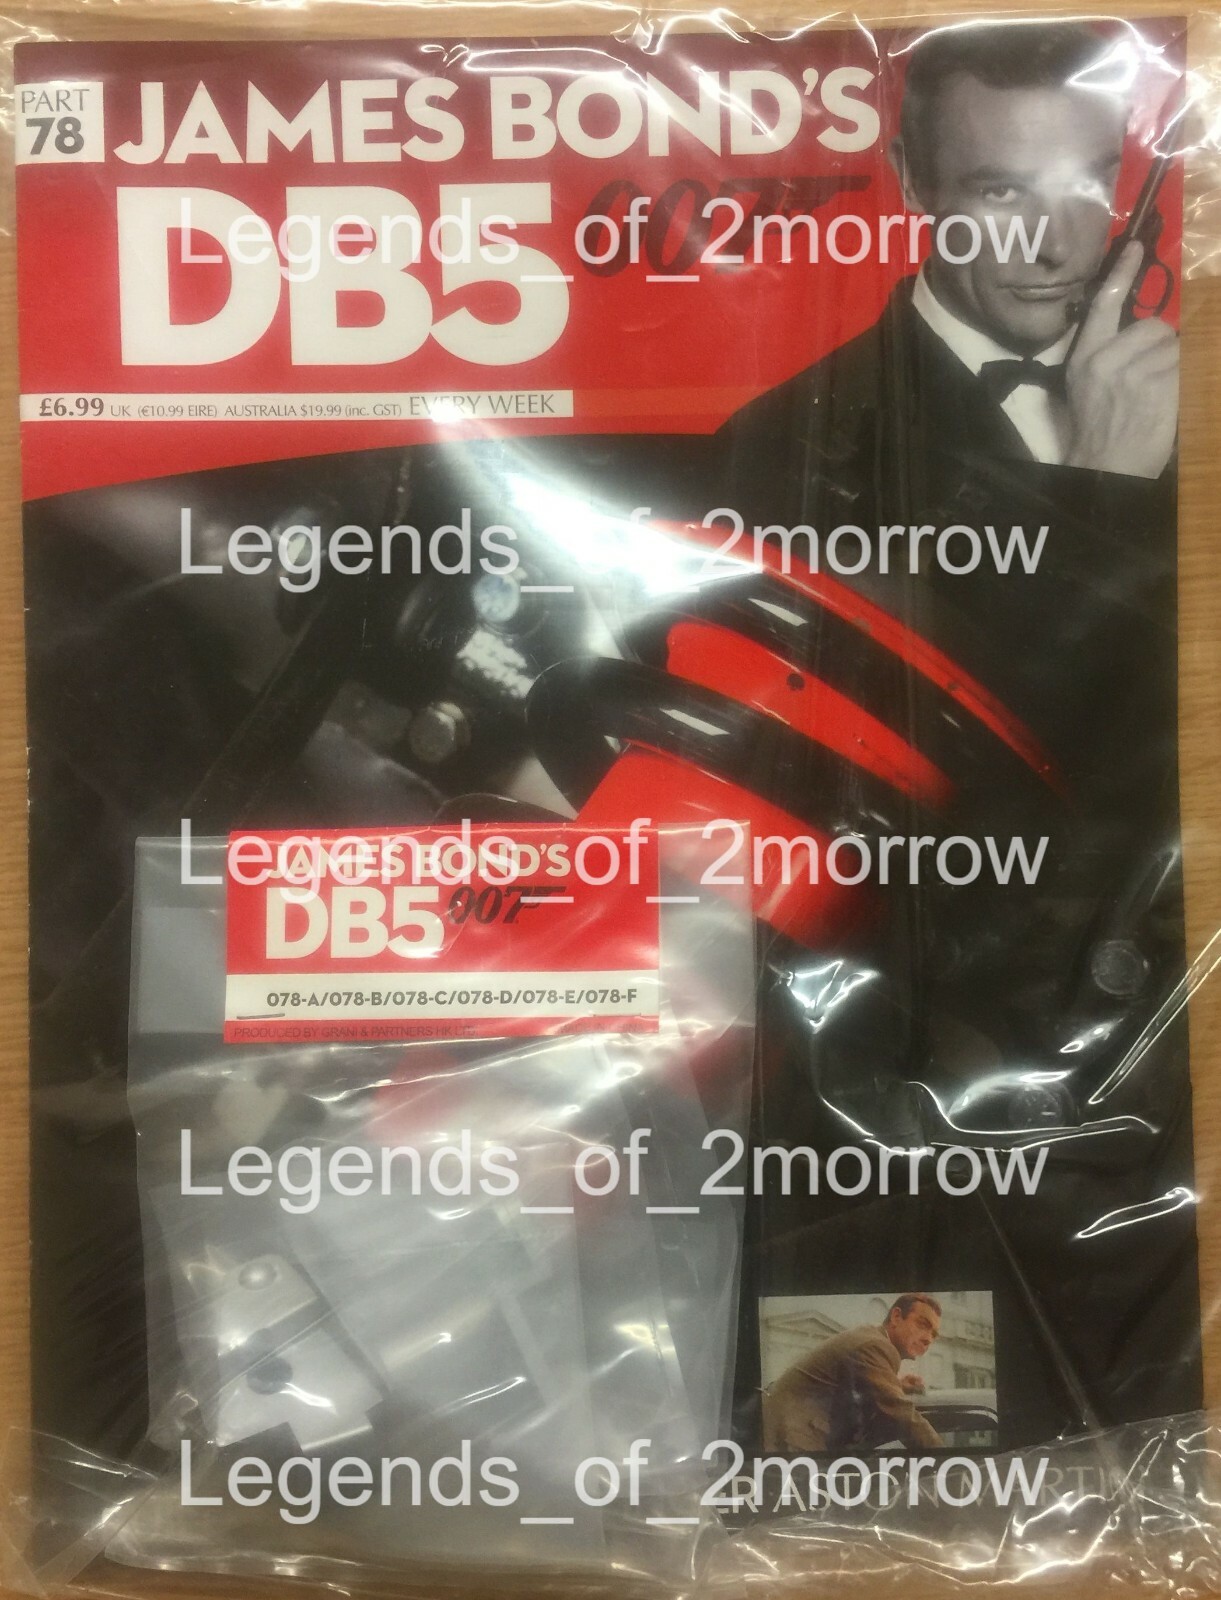 PART
78
JAMES BOND'S
DB5 007
Legends_of_2morrow
£6.99 UK (€10.99 EIRE) AUSTRALIA $19.99 (inc. GST) EVERY WEEK
Legends_of_2morrow
JAMES BOND'S
Legends_of_2morrow
DB5 007
078-A/078-B/078-C/078-D/078-E/078-F
PRODUCED BY GRANI & PARTNERS HK LTD
Legends_of_2morrow
Legends_of_2morrow
ASTON MARTIN